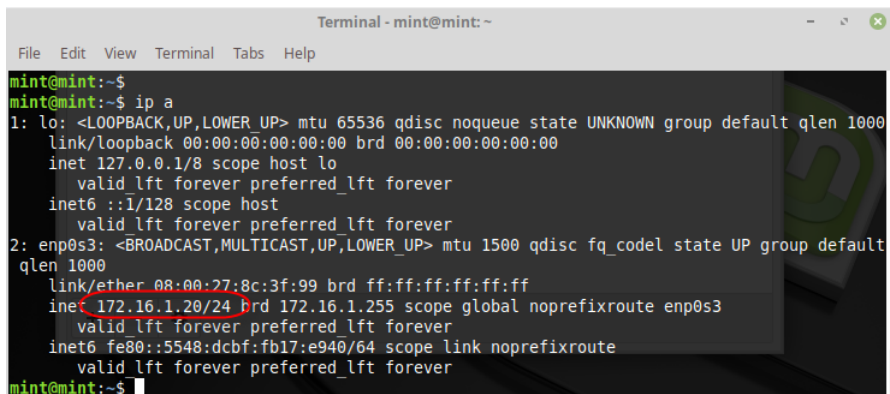 Terminal - mint@mint: ~
File Edit View Terminal Tabs Help
mint@mint:~$
mint@mint:~$ ip a
1: lo: <LOOPBACK,UP,LOWER_UP> mtu 65536 qdisc noqueue state UNKNOWN group default qlen 1000
    link/loopback 00:00:00:00:00:00 brd 00:00:00:00:00:00
    inet 127.0.0.1/8 scope host lo
       valid_lft forever preferred_lft forever
    inet6 ::1/128 scope host
       valid_lft forever preferred_lft forever
2: enp0s3: <BROADCAST,MULTICAST,UP,LOWER_UP> mtu 1500 qdisc fq_codel state UP group default
 qlen 1000
    link/ether 08:00:27:8c:3f:99 brd ff:ff:ff:ff:ff:ff
    inet 172.16.1.20/24 brd 172.16.1.255 scope global noprefixroute enp0s3
       valid_lft forever preferred_lft forever
    inet6 fe80::5548:dcbf:fb17:e940/64 scope link noprefixroute
       valid_lft forever preferred_lft forever
mint@mint:~$